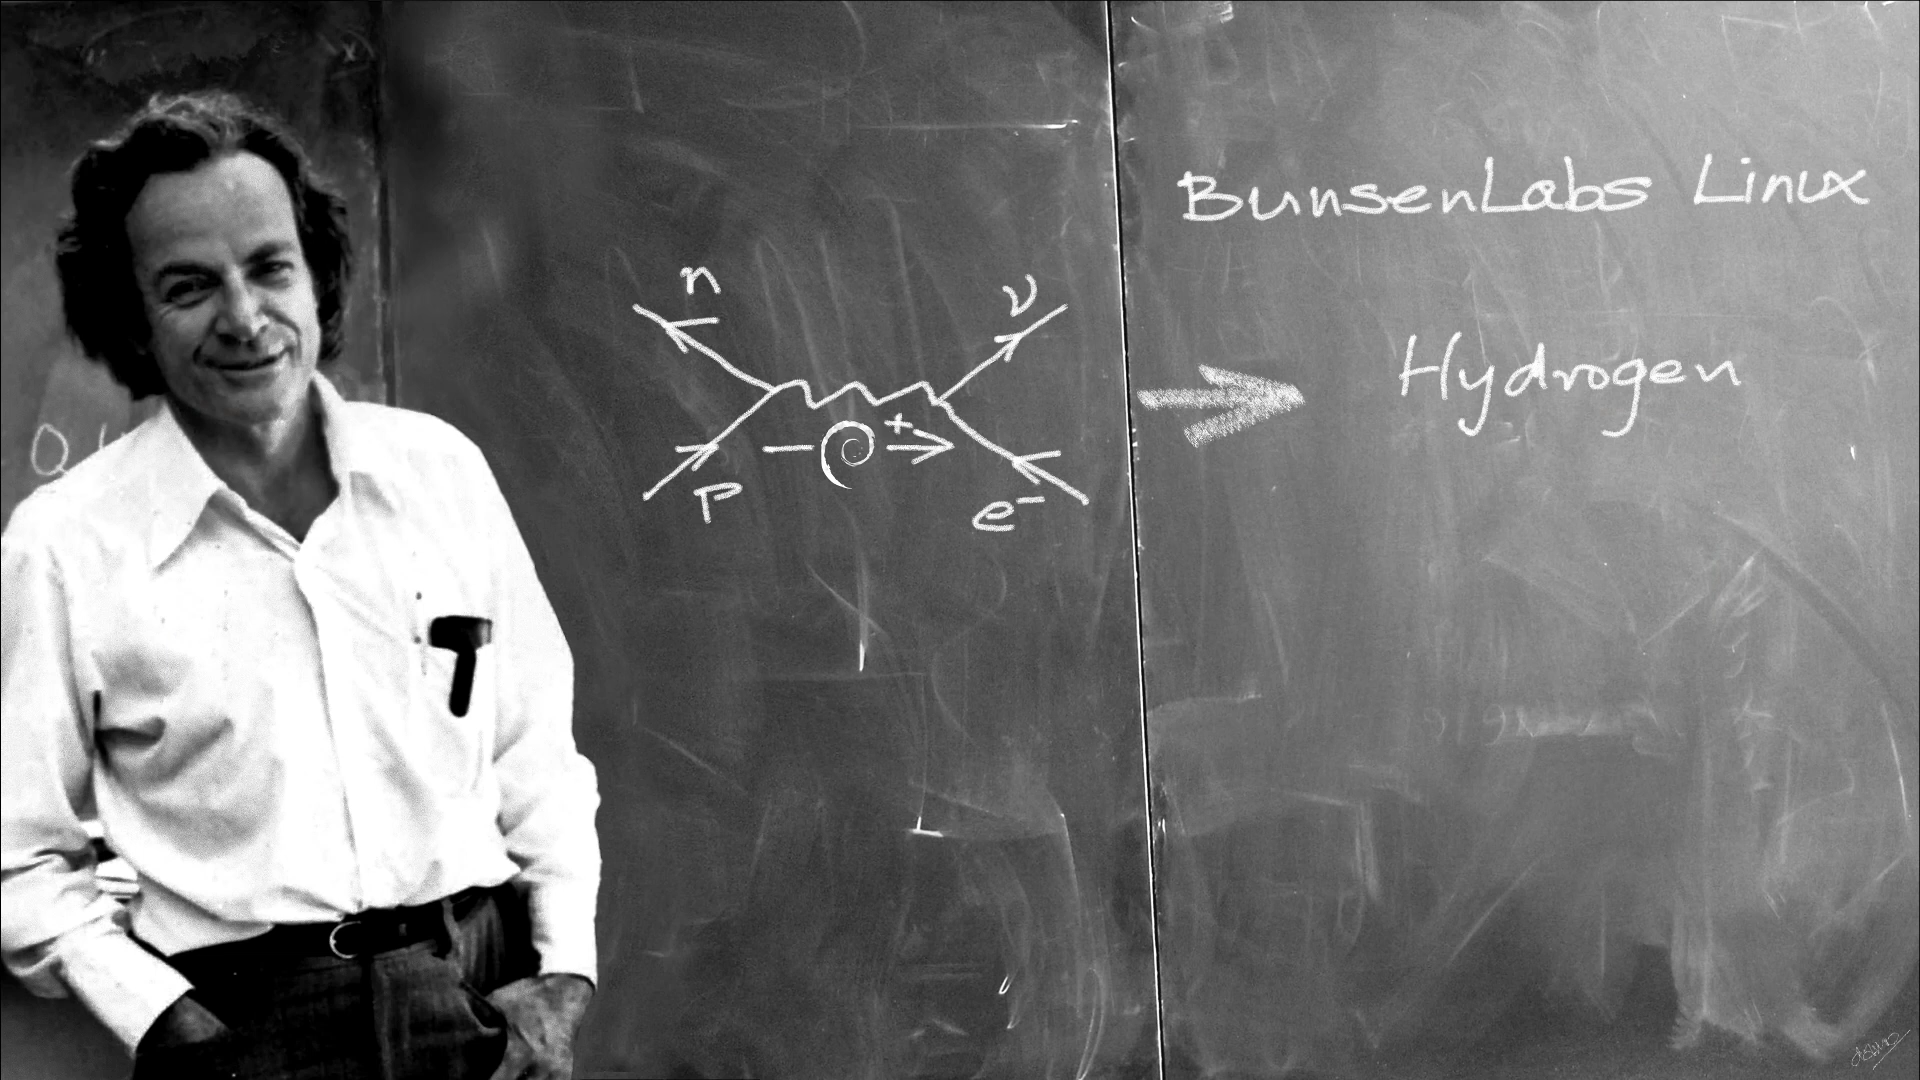 BunsenLabs Linux
Hydrogen
n
ν
+
p
e⁻
Q